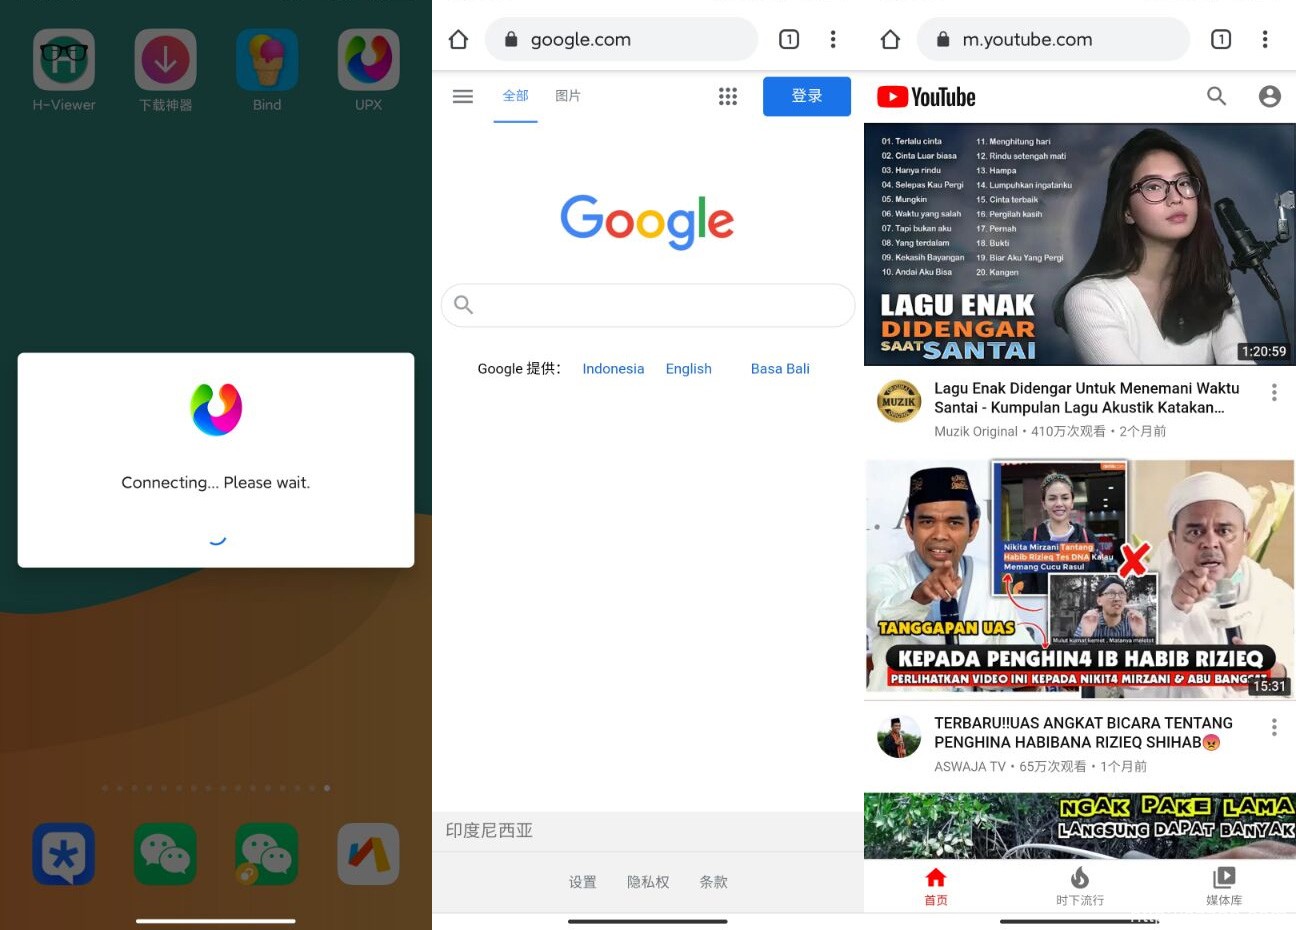 H-Viewer
下载神器
Bind
UPX
Connecting... Please wait.
google.com
1
全部
图片
登录
Google
Google 提供：
Indonesia
English
Basa Bali
印度尼西亚
设置
隐私权
条款
m.youtube.com
1
YouTube
01. Terlalu cinta
02. Cinta Luar biasa
03. Hanya rindu
04. Selepas Kau Pergi
05. Mungkin
06. Waktu yang salah
07. Tapi bukan aku
08. Yang terdalam
09. Kekasih Bayangan
10. Andai Aku Bisa
11. Menghitung hari
12. Rindu setengah mati
13. Hampa
14. Lumpuhkan ingatanku
15. Cinta terbaik
16. Pergilah kasih
17. Pernah
18. Bukti
19. Biar Aku Yang Pergi
20. Kangen
LAGU ENAK
DIDENGAR
SAAT SANTAI
1:20:59
MUZIK
Lagu Enak Didengar Untuk Menemani Waktu
Santai - Kumpulan Lagu Akustik Katakan...
Muzik Original • 410万次观看 • 2个月前
Nikita Mirzani Tantang
Habib Rizieq Tes DNA Kalau
Memang Cucu Rasul
TANGGAPAN UAS
KEPADA PENGHIN4 IB HABIB RIZIEQ
PERLIHATKAN VIDEO INI KEPADA NIKIT4 MIRZANI & ABU
15:31
TERBARU!!UAS ANGKAT BICARA TENTANG
PENGHINA HABIBANA RIZIEQ SHIHAB😡
ASWAJA TV • 65万次观看 • 1个月前
NGAK PAKE LAMA
LANGSUNG DAPAT BANYAK
首页
时下流行
媒体库